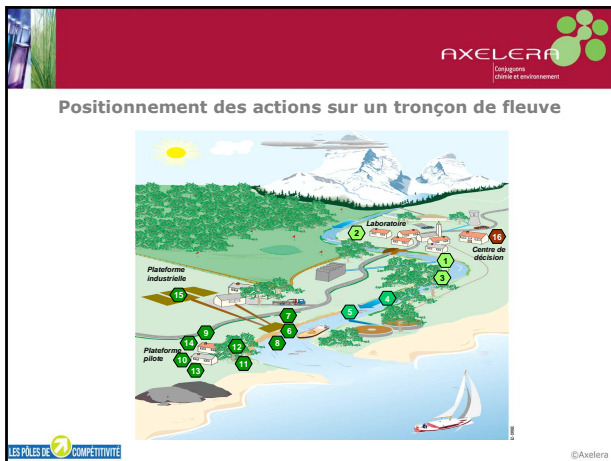 AXELERA
Conjuguons
chimie et environnement
Positionnement des actions sur un tronçon de fleuve
Laboratoire
2
16
Centre de
décision
1
3
Plateforme
industrielle
15
4
5
7
9
6
14
12
8
Plateforme
pilote
10
11
13
LES PÔLES DE COMPÉTITIVITÉ
©Axelera